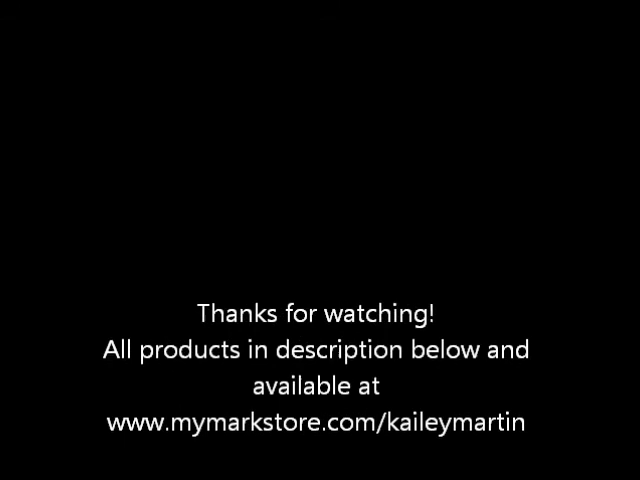 Thanks for watching!
All products in description below and
available at
www.mymarkstore.com/kaileymartin